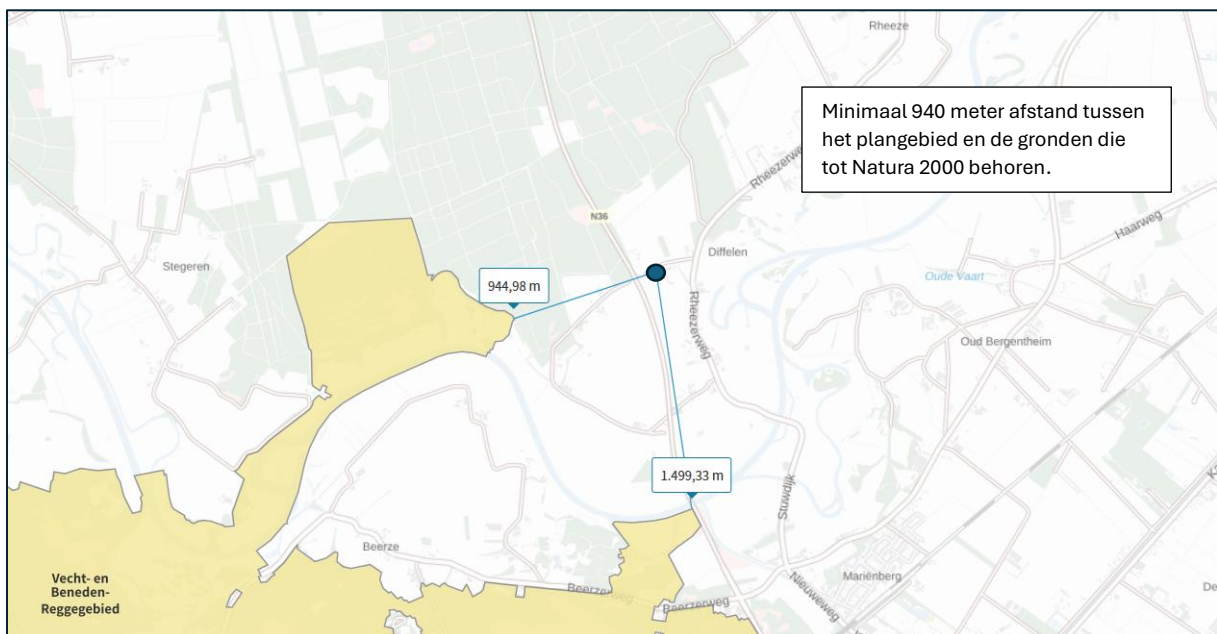 Rheeze
Minimaal 940 meter afstand tussen
het plangebied en de gronden die
tot Natura 2000 behoren.
Rheezerwe
N36
Haarweg
Diffelen
Stegeren
Oude Vaart
944,98 m
Rheezerweg
Oud Bergentheim
1.499,33 m
Stuwdijk
Beerze
Vecht- en
Beneden-
Reggegebied
Beerzerweg
Beerzerweg
Nieuweweg
Mariënberg
De